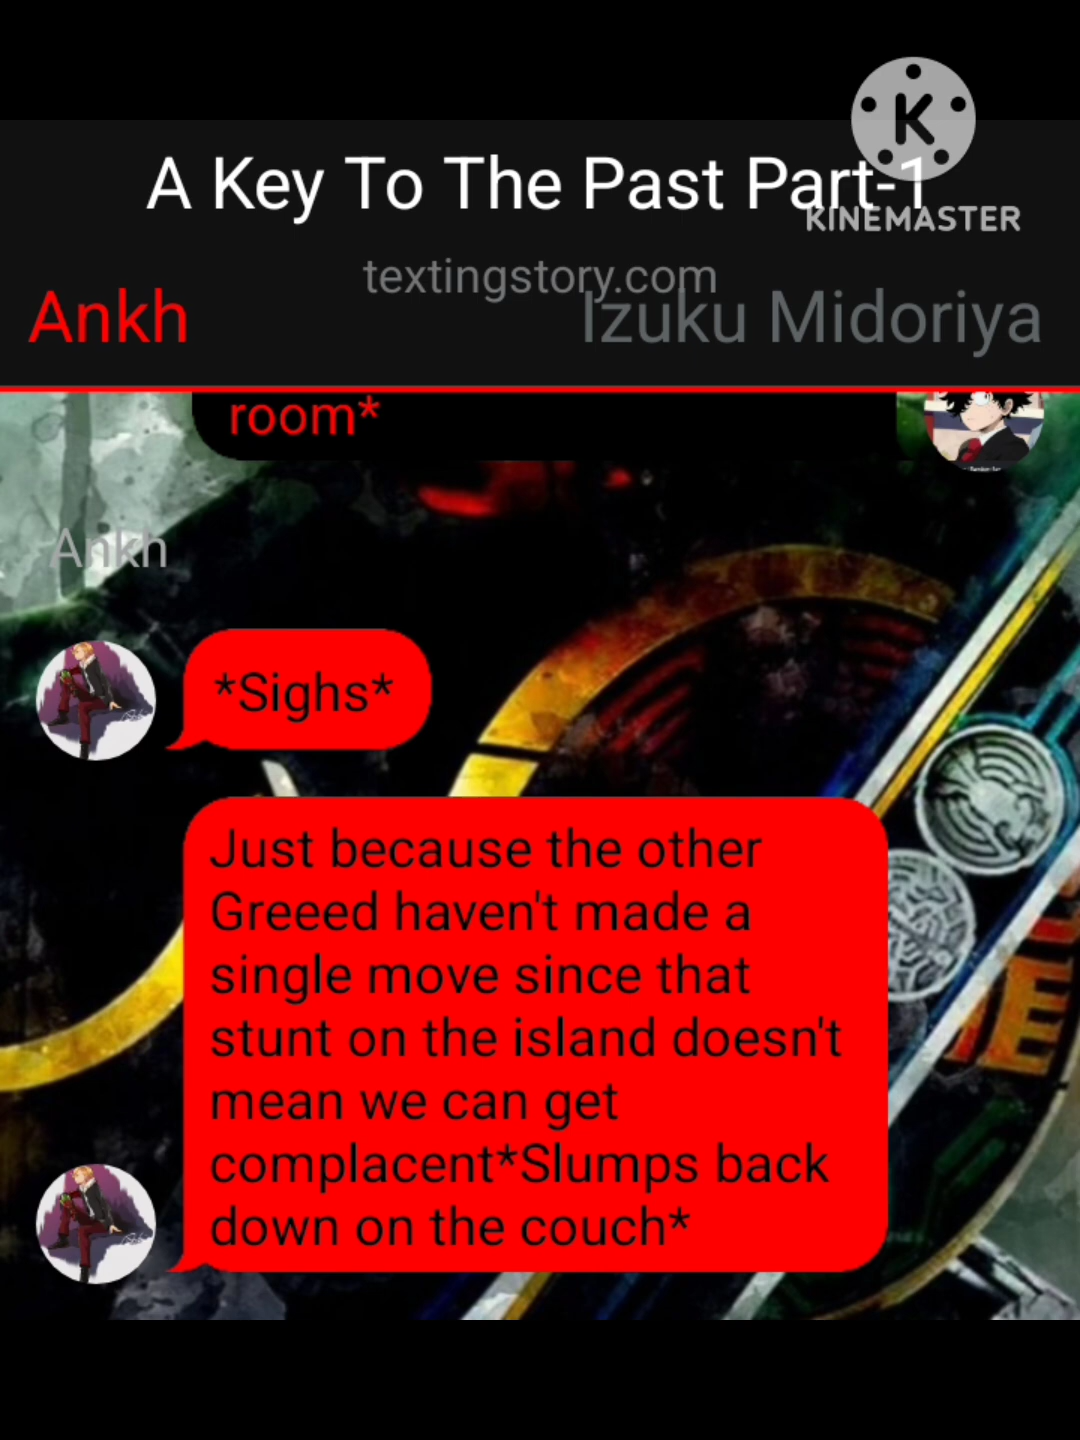 A Key To The Past Part-1
KINEMASTER
textingstory.com
Ankh
Izuku Midoriya
room*
Ankh
*Sighs*
Just because the other
Greeed haven't made a
single move since that
stunt on the island doesn't
mean we can get
complacent*Slumps back
down on the couch*